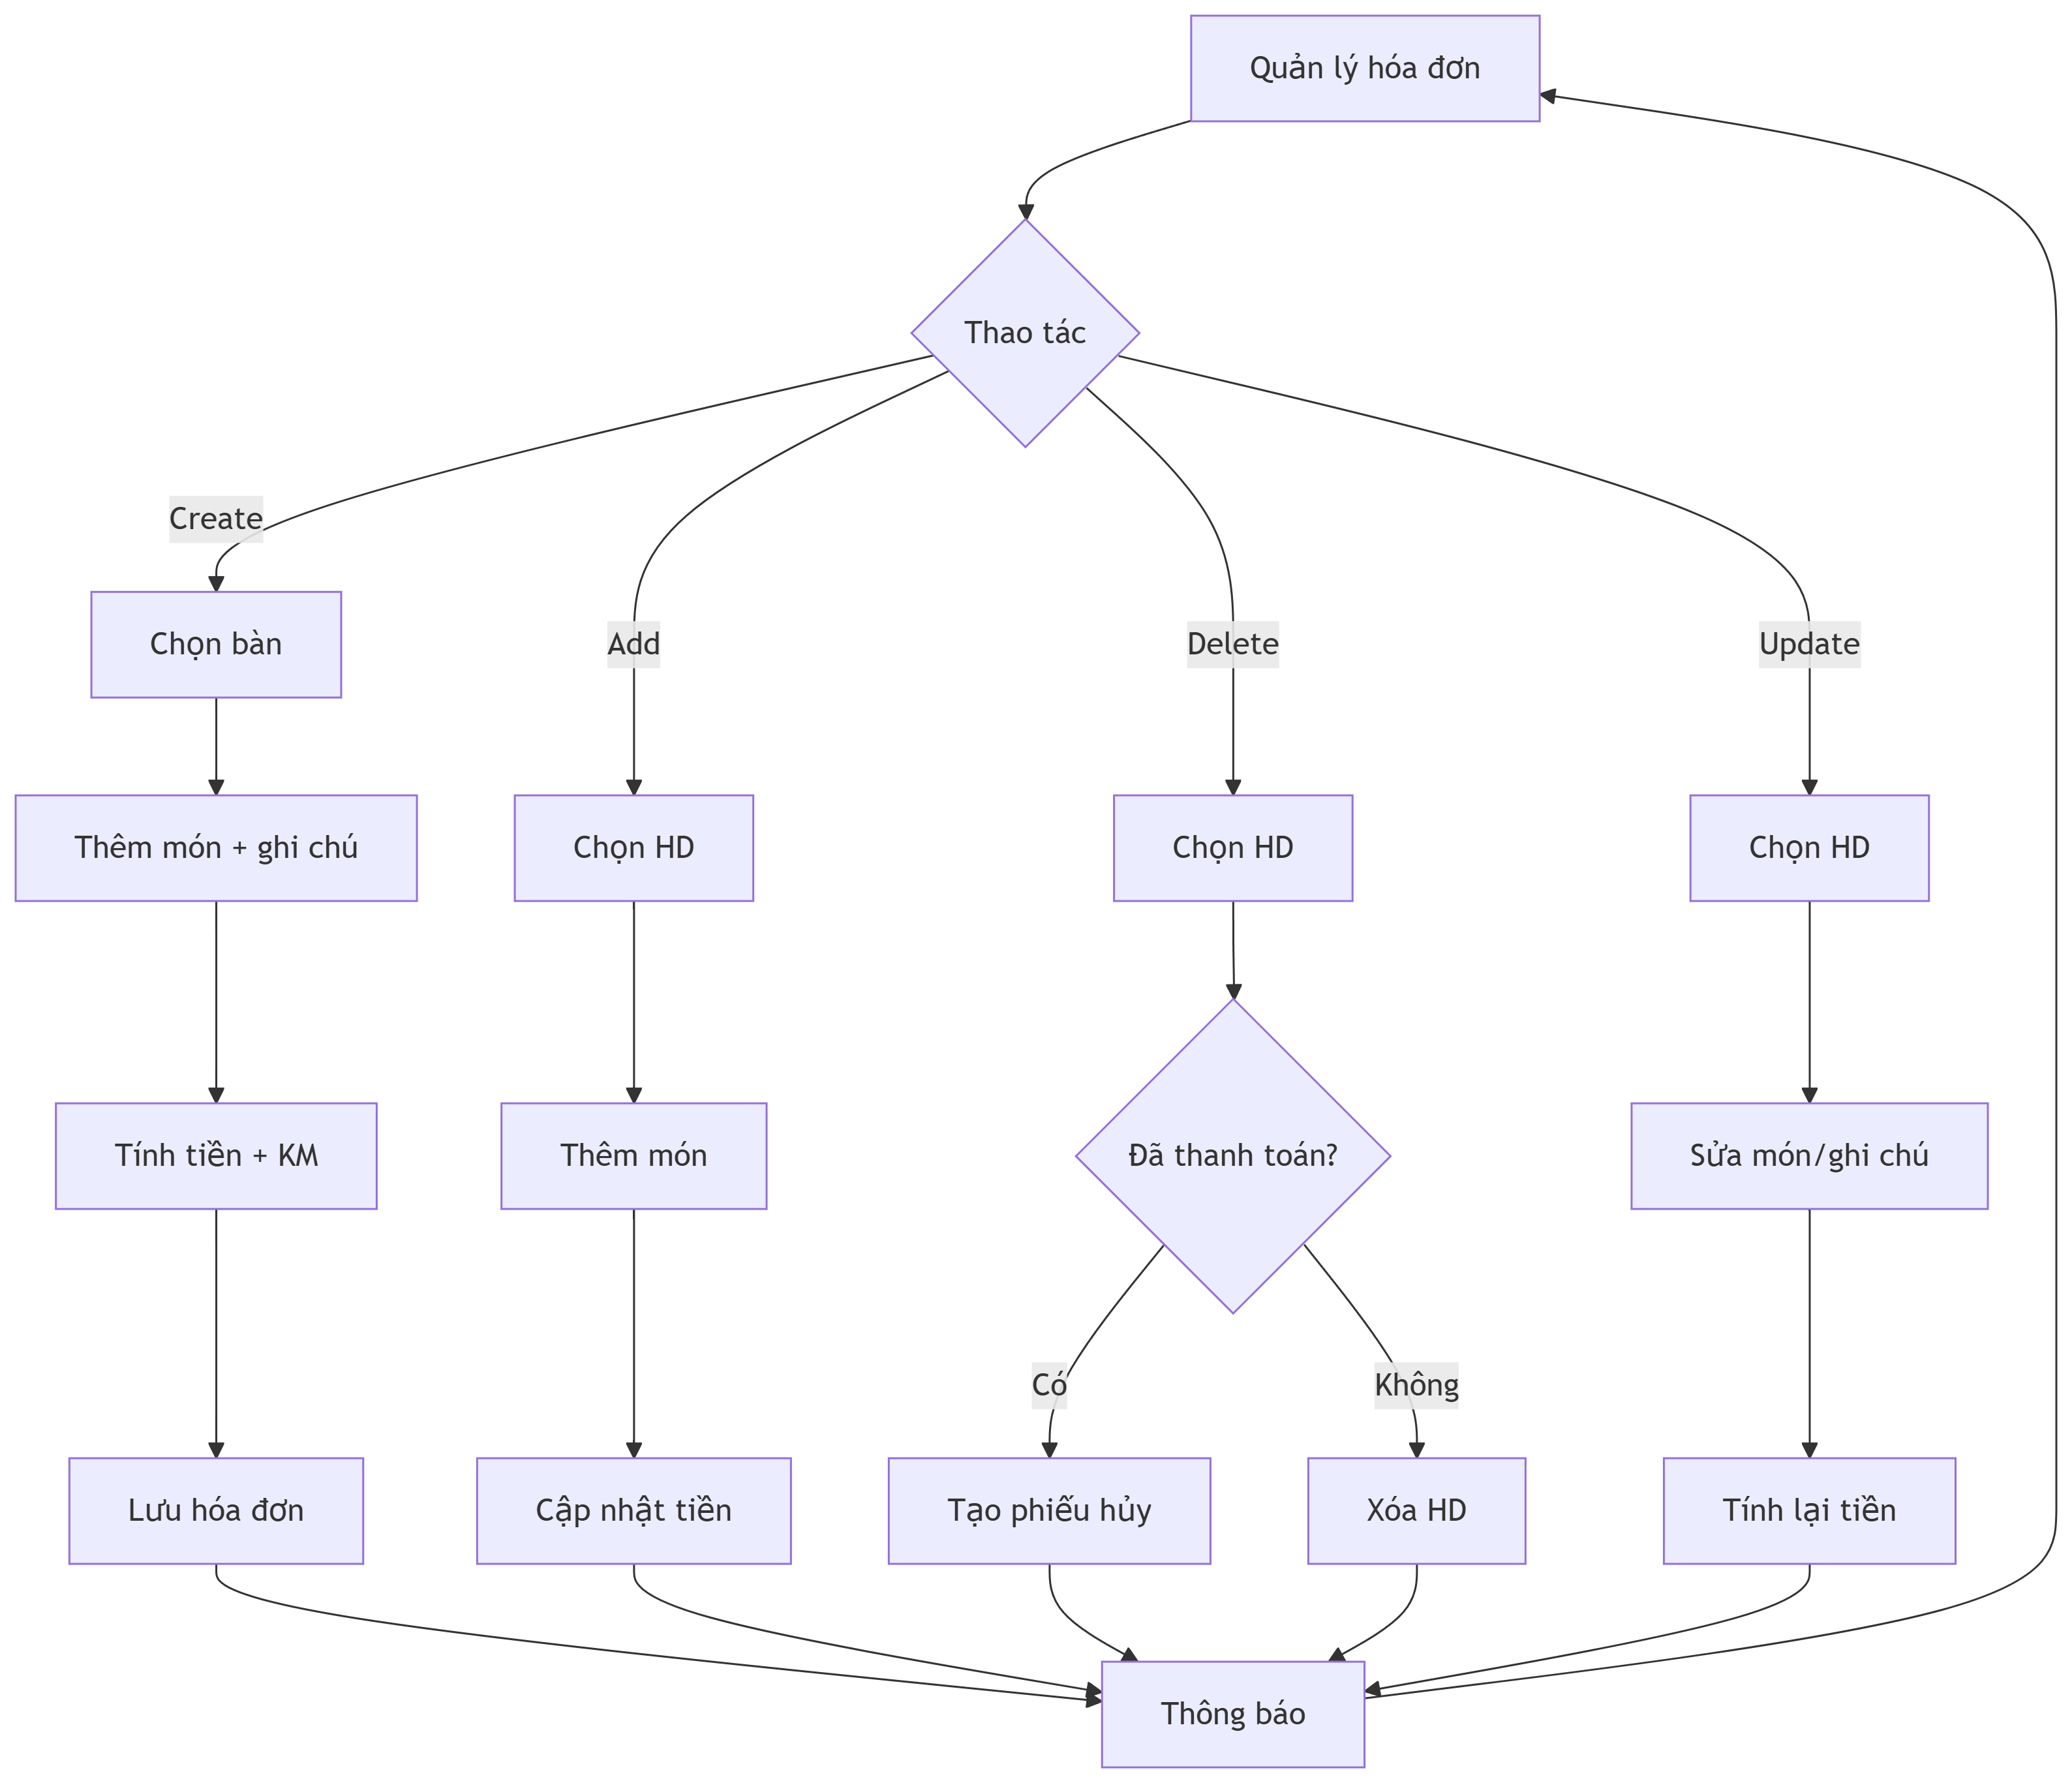 Quản lý hóa đơn
Thao tác
Create
Add
Delete
Update
Chọn bàn
Thêm món + ghi chú
Chọn HD
Chọn HD
Chọn HD
Tính tiền + KM
Thêm món
Đã thanh toán?
Sửa món/ghi chú
Có
Không
Lưu hóa đơn
Cập nhật tiền
Tạo phiếu hủy
Xóa HD
Tính lại tiền
Thông báo